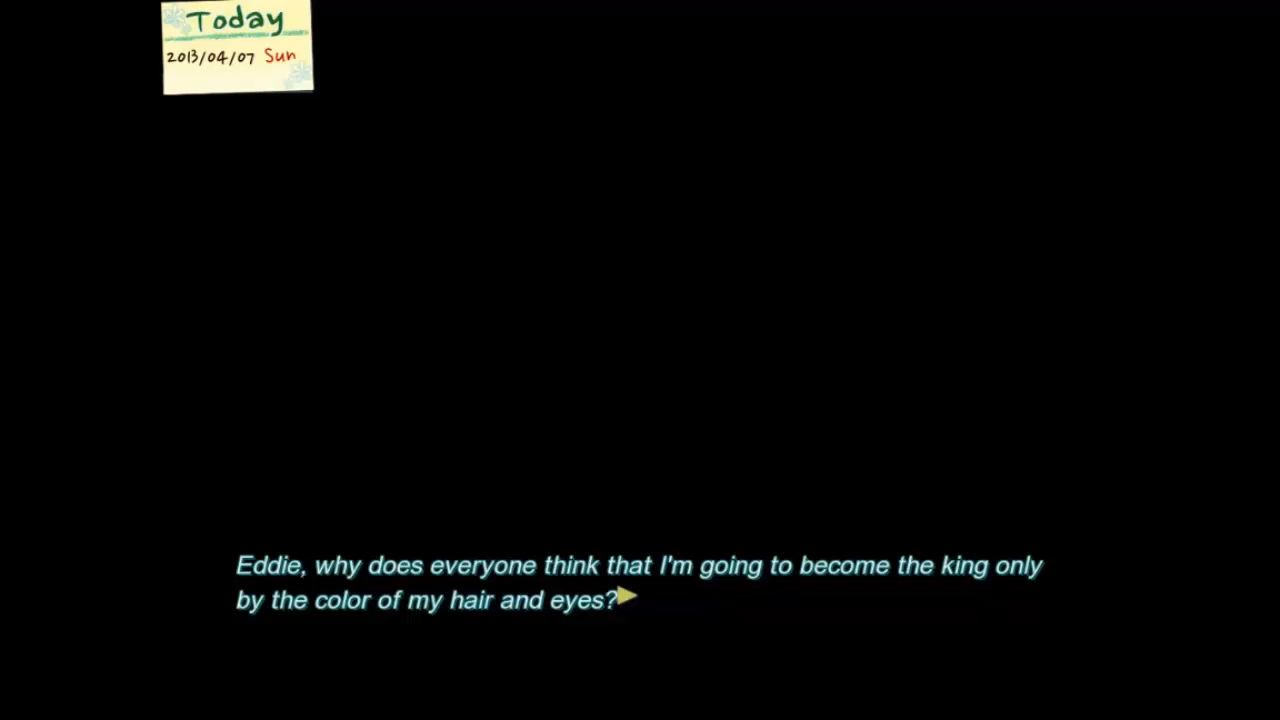 Today
2013/04/07 Sun
Eddie, why does everyone think that I'm going to become the king only
by the color of my hair and eyes?